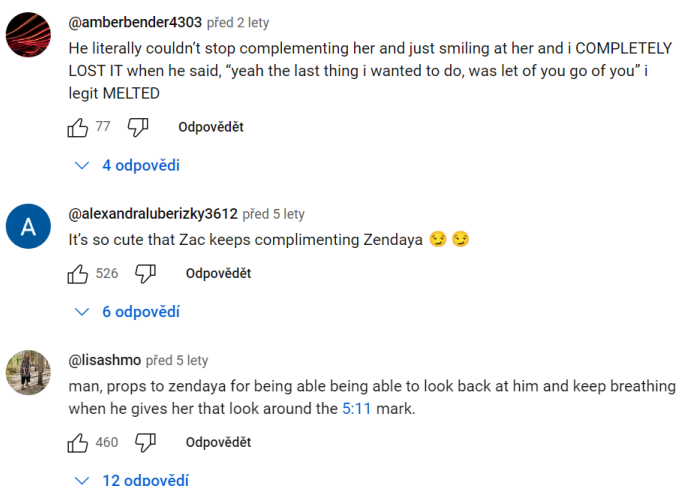 @amberbender4303 před 2 lety
He literally couldn't stop complementing her and just smiling at her and i COMPLETELY
LOST IT when he said, “yeah the last thing i wanted to do, was let of you go of you” i
legit MELTED
77 Odpovědět
4 odpovědi
A
@alexandraluberizky3612 před 5 lety
It's so cute that Zac keeps complimenting Zendaya 😏 😏
526 Odpovědět
6 odpovědí
@lisashmo před 5 lety
man, props to zendaya for being able being able to look back at him and keep breathing
when he gives her that look around the 5:11 mark.
460 Odpovědět
12 odpovědí